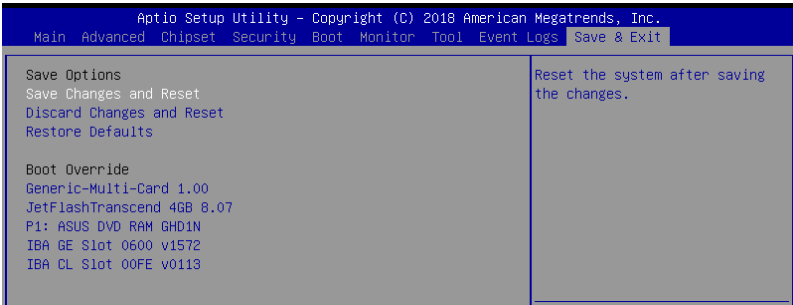 Aptio Setup Utility – Copyright (C) 2018 American Megatrends, Inc.
Main Advanced Chipset Security Boot Monitor Tool Event Logs Save & Exit
Save Options
Save Changes and Reset
Discard Changes and Reset
Restore Defaults
Boot Override
Generic-Multi-Card 1.00
JetFlashTranscend 4GB 8.07
P1: ASUS DVD RAM GHD1N
IBA GE Slot 0600 v1572
IBA CL Slot 00FE v0113
Reset the system after saving
the changes.